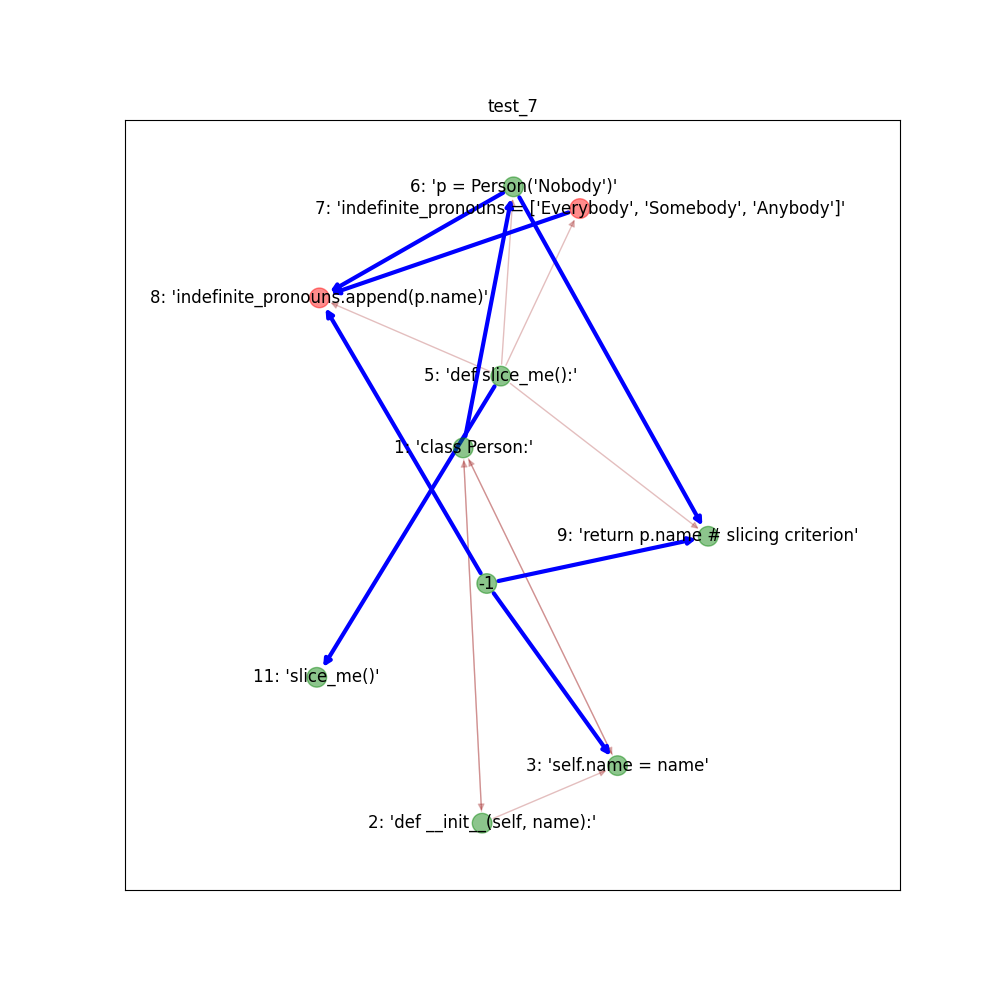 test_7
6: 'p = Person('Nobody')'
7: 'indefinite_pronouns = ['Everybody', 'Somebody', 'Anybody']'
8: 'indefinite_pronouns.append(p.name)'
5: 'def slice_me():'
1: 'class Person:'
9: 'return p.name # slicing criterion'
-1
11: 'slice_me()'
3: 'self.name = name'
2: 'def __init__(self, name):'